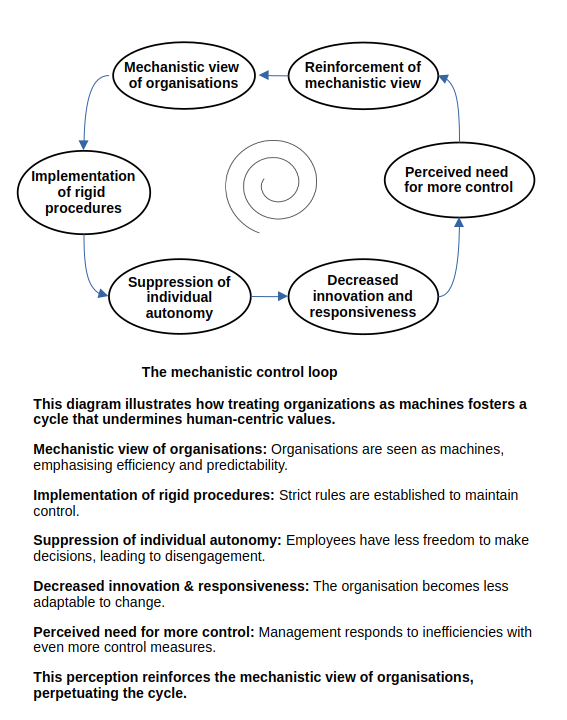 Mechanistic view
of organisations
Reinforcement of
mechanistic view
Implementation
of rigid
procedures
Perceived need
for more control
Suppression of
individual
autonomy
Decreased
innovation and
responsiveness
The mechanistic control loop
This diagram illustrates how treating organizations as machines fosters a
cycle that undermines human-centric values.
Mechanistic view of organisations: Organisations are seen as machines,
emphasising efficiency and predictability.
Implementation of rigid procedures: Strict rules are established to maintain
control.
Suppression of individual autonomy: Employees have less freedom to make
decisions, leading to disengagement.
Decreased innovation & responsiveness: The organisation becomes less
adaptable to change.
Perceived need for more control: Management responds to inefficiencies with
even more control measures.
This perception reinforces the mechanistic view of organisations,
perpetuating the cycle.